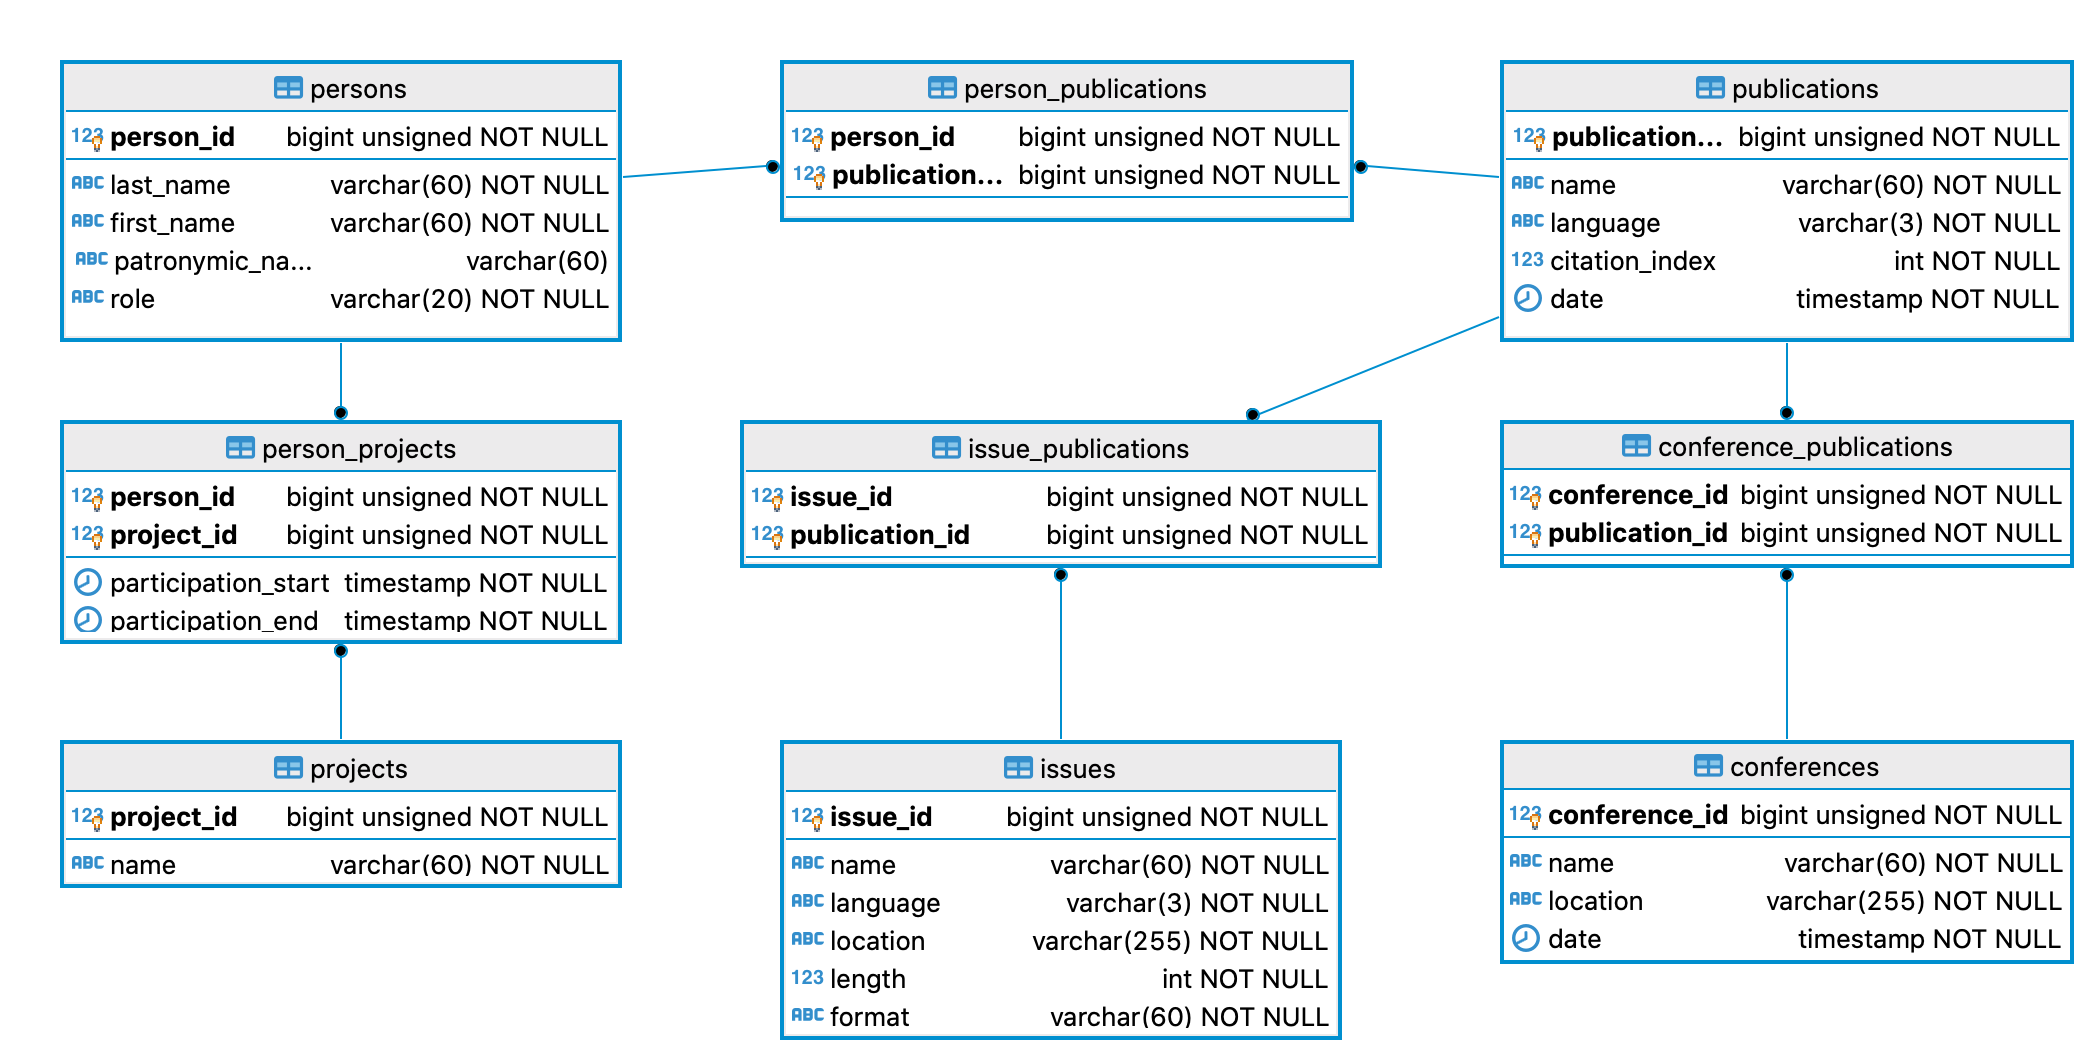 persons
123 person_id bigint unsigned NOT NULL
ABC last_name varchar(60) NOT NULL
ABC first_name varchar(60) NOT NULL
ABC patronymic_na... varchar(60)
ABC role varchar(20) NOT NULL
person_publications
123 person_id bigint unsigned NOT NULL
123 publication... bigint unsigned NOT NULL
publications
123 publication... bigint unsigned NOT NULL
ABC name varchar(60) NOT NULL
ABC language varchar(3) NOT NULL
123 citation_index int NOT NULL
date timestamp NOT NULL
person_projects
123 person_id bigint unsigned NOT NULL
123 project_id bigint unsigned NOT NULL
participation_start timestamp NOT NULL
participation_end timestamp NOT NULL
issue_publications
123 issue_id bigint unsigned NOT NULL
123 publication_id bigint unsigned NOT NULL
conference_publications
123 conference_id bigint unsigned NOT NULL
123 publication_id bigint unsigned NOT NULL
projects
123 project_id bigint unsigned NOT NULL
ABC name varchar(60) NOT NULL
issues
123 issue_id bigint unsigned NOT NULL
ABC name varchar(60) NOT NULL
ABC language varchar(3) NOT NULL
ABC location varchar(255) NOT NULL
123 length int NOT NULL
ABC format varchar(60) NOT NULL
conferences
123 conference_id bigint unsigned NOT NULL
ABC name varchar(60) NOT NULL
ABC location varchar(255) NOT NULL
date timestamp NOT NULL